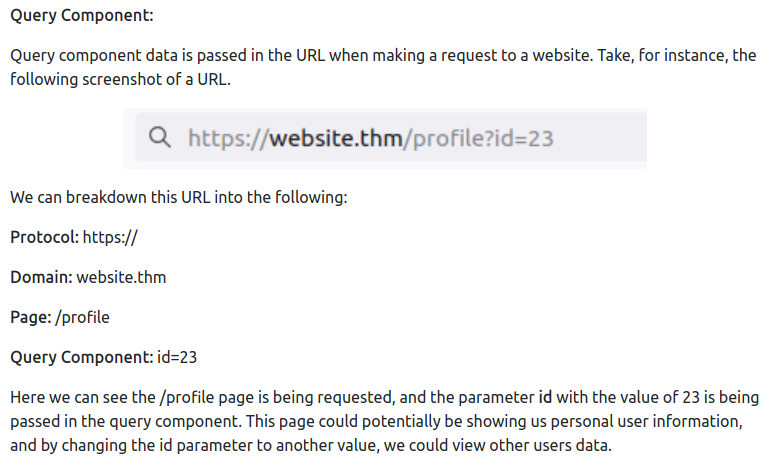 Query Component:
Query component data is passed in the URL when making a request to a website. Take, for instance, the
following screenshot of a URL.
https://website.thm/profile?id=23
We can breakdown this URL into the following:
Protocol: https://
Domain: website.thm
Page: /profile
Query Component: id=23
Here we can see the /profile page is being requested, and the parameter id with the value of 23 is being
passed in the query component. This page could potentially be showing us personal user information,
and by changing the id parameter to another value, we could view other users data.